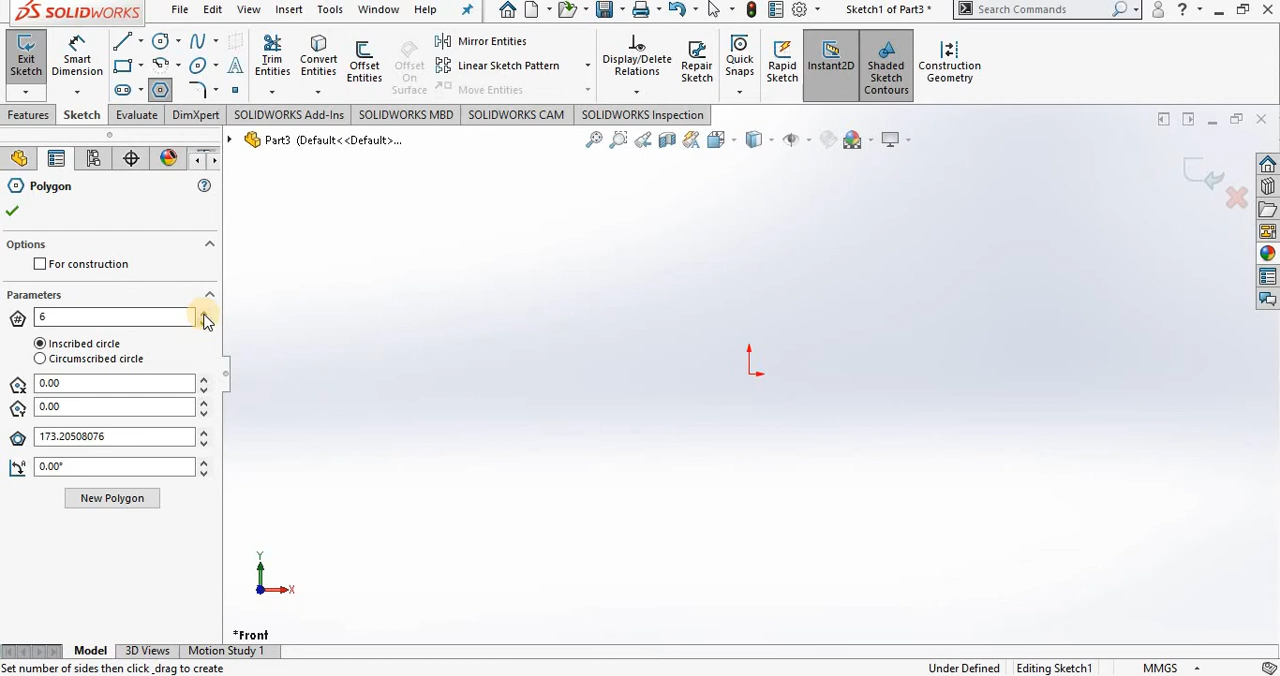 SOLIDWORKS File Edit View Insert Tools Window Help Sketch1 of Part3 * Search Commands ?
Exit Sketch Smart Dimension Trim Entities Convert Entities Offset Entities Offset On Surface Mirror Entities Linear Sketch Pattern Move Entities Display/Delete Relations Repair Sketch Quick Snaps Rapid Sketch Instant2D Shaded Sketch Contours Construction Geometry
Features Sketch Evaluate DimXpert SOLIDWORKS Add-Ins SOLIDWORKS MBD SOLIDWORKS CAM SOLIDWORKS Inspection
Part3 (Default<<Default>...
Polygon ?
Options
For construction
Parameters
6
Inscribed circle
Circumscribed circle
0.00
0.00
173.20508076
0.00°
New Polygon
Y
X
*Front
Model 3D Views Motion Study 1
Set number of sides then click _drag to create Under Defined Editing Sketch1 MMGS